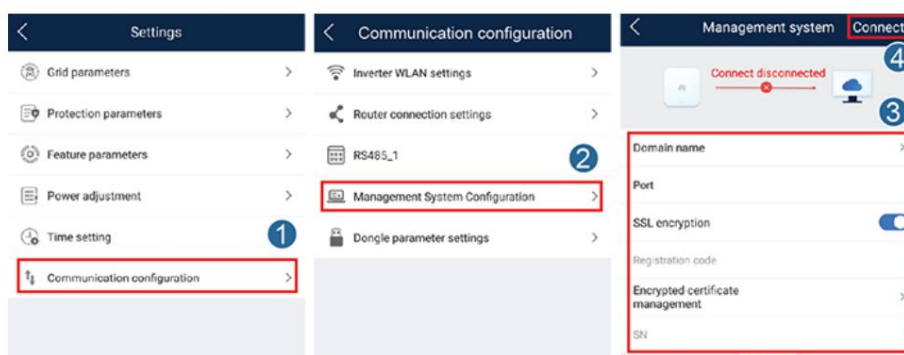 Settings
Grid parameters
Protection parameters
Feature parameters
Power adjustment
Time setting
1
Communication configuration
Communication configuration
Inverter WLAN settings
Router connection settings
RS485_1
2
Management System Configuration
Dongle parameter settings
Management system Connect
4
Connect disconnected
3
Domain name
Port
SSL encryption
Registration code
Encrypted certificate
management
SN